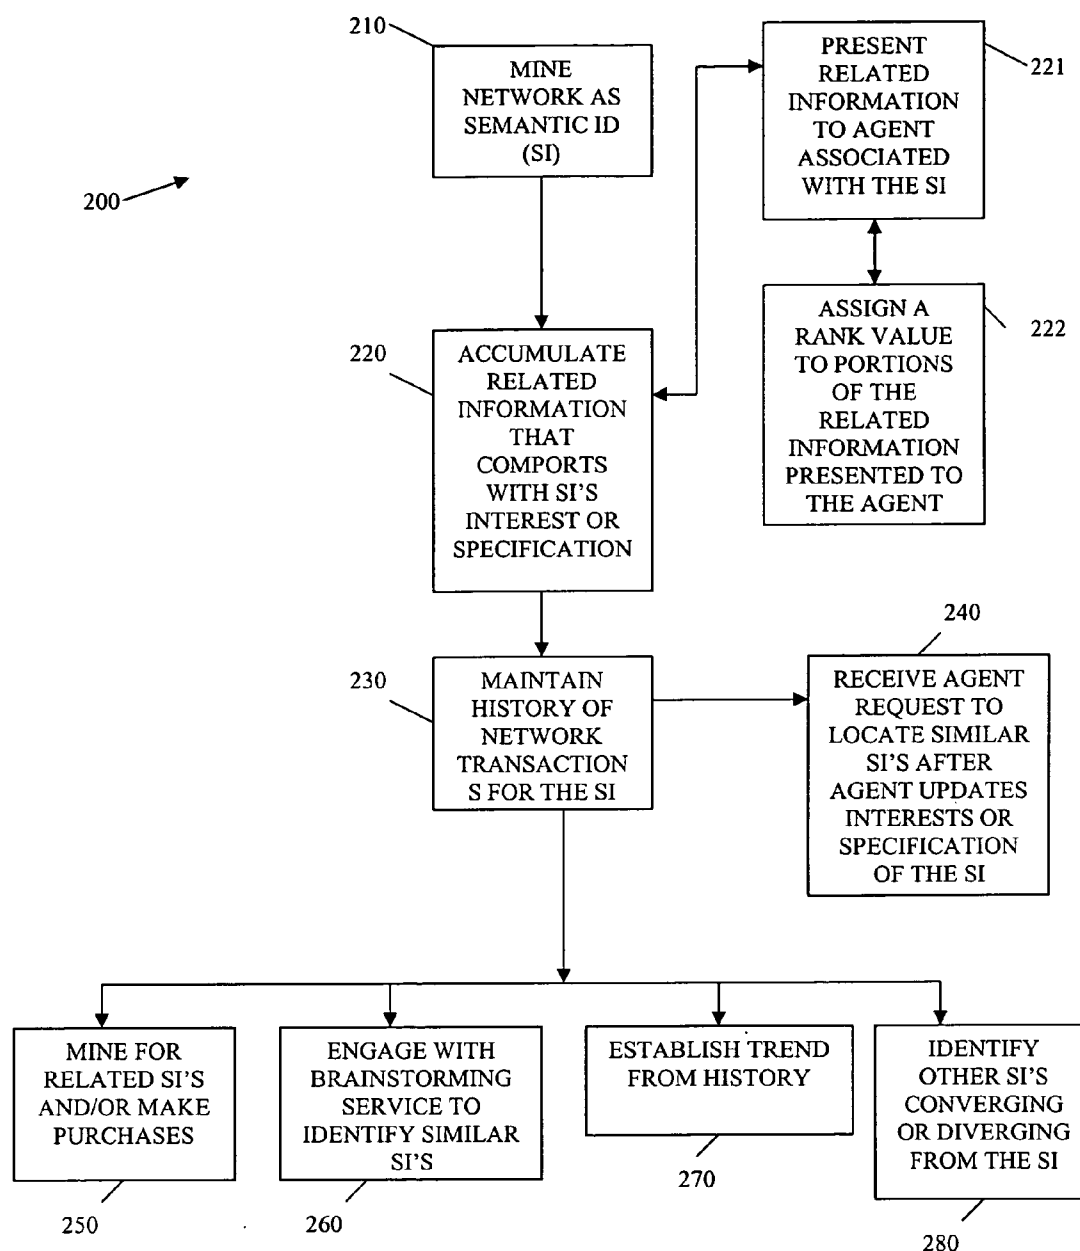 210
MINE
NETWORK AS
SEMANTIC ID
(SI)
PRESENT
RELATED
INFORMATION
TO AGENT
ASSOCIATED
WITH THE SI
221
200
ASSIGN A
RANK VALUE
TO PORTIONS
OF THE
RELATED
INFORMATION
PRESENTED TO
THE AGENT
222
220
ACCUMULATE
RELATED
INFORMATION
THAT
COMPORTS
WITH SI'S
INTEREST OR
SPECIFICATION
230
MAINTAIN
HISTORY OF
NETWORK
TRANSACTION
S FOR THE SI
240
RECEIVE AGENT
REQUEST TO
LOCATE SIMILAR
SI'S AFTER
AGENT UPDATES
INTERESTS OR
SPECIFICATION
OF THE SI
MINE FOR
RELATED SI'S
AND/OR MAKE
PURCHASES
250
ENGAGE WITH
BRAINSTORMING
SERVICE TO
IDENTIFY SIMILAR
SI'S
260
ESTABLISH TREND
FROM HISTORY
270
IDENTIFY
OTHER SI'S
CONVERGING
OR DIVERGING
FROM THE SI
280